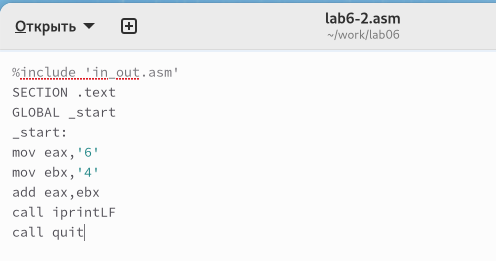 Открыть
lab6-2.asm
~/work/lab06
%include 'in_out.asm'
SECTION .text
GLOBAL _start
_start:
mov eax,'6'
mov ebx,'4'
add eax,ebx
call iprintLF
call quit